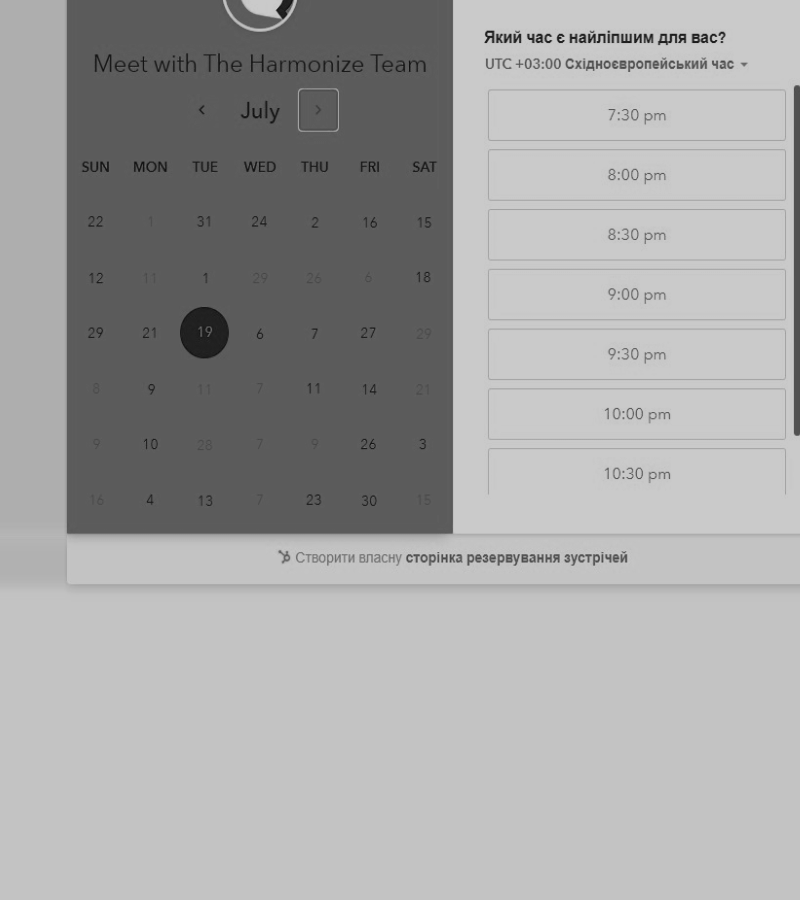 Meet with The Harmonize Team
July
SUN MON TUE WED THU FRI SAT
22 1 31 24 2 16 15
12 11 1 29 26 6 18
29 21 19 6 7 27 29
8 9 11 7 11 14 21
9 10 28 7 9 26 3
16 4 13 7 23 30 15
Який час є найліпшим для вас?
UTC +03:00 Східноєвропейський час
7:30 pm
8:00 pm
8:30 pm
9:00 pm
9:30 pm
10:00 pm
10:30 pm
Створити власну сторінка резервування зустрічей